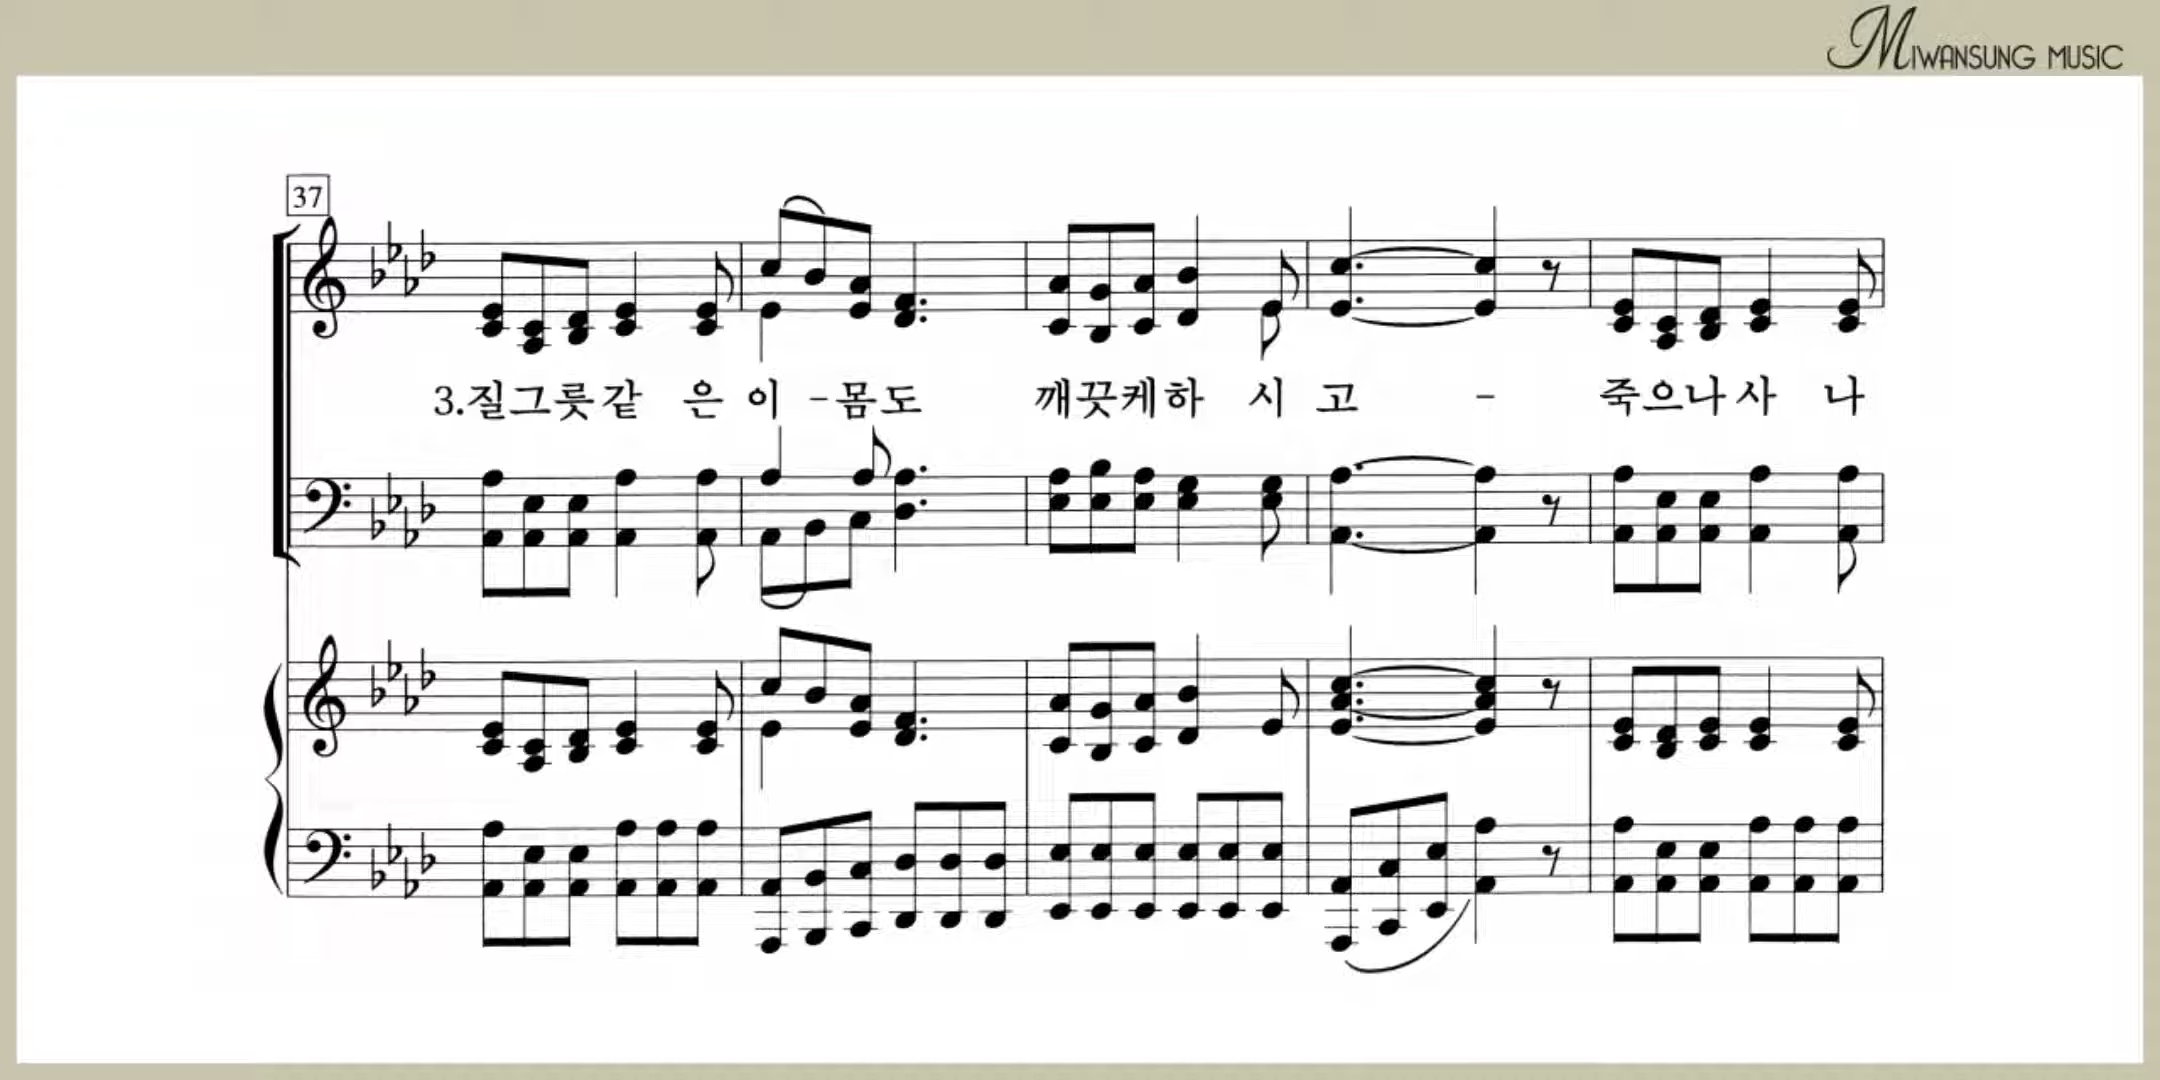 MIWANSUNG MUSIC
37
3.질그릇같 은 이 -몸도 깨끗케하 시 고 - 죽으나사 나